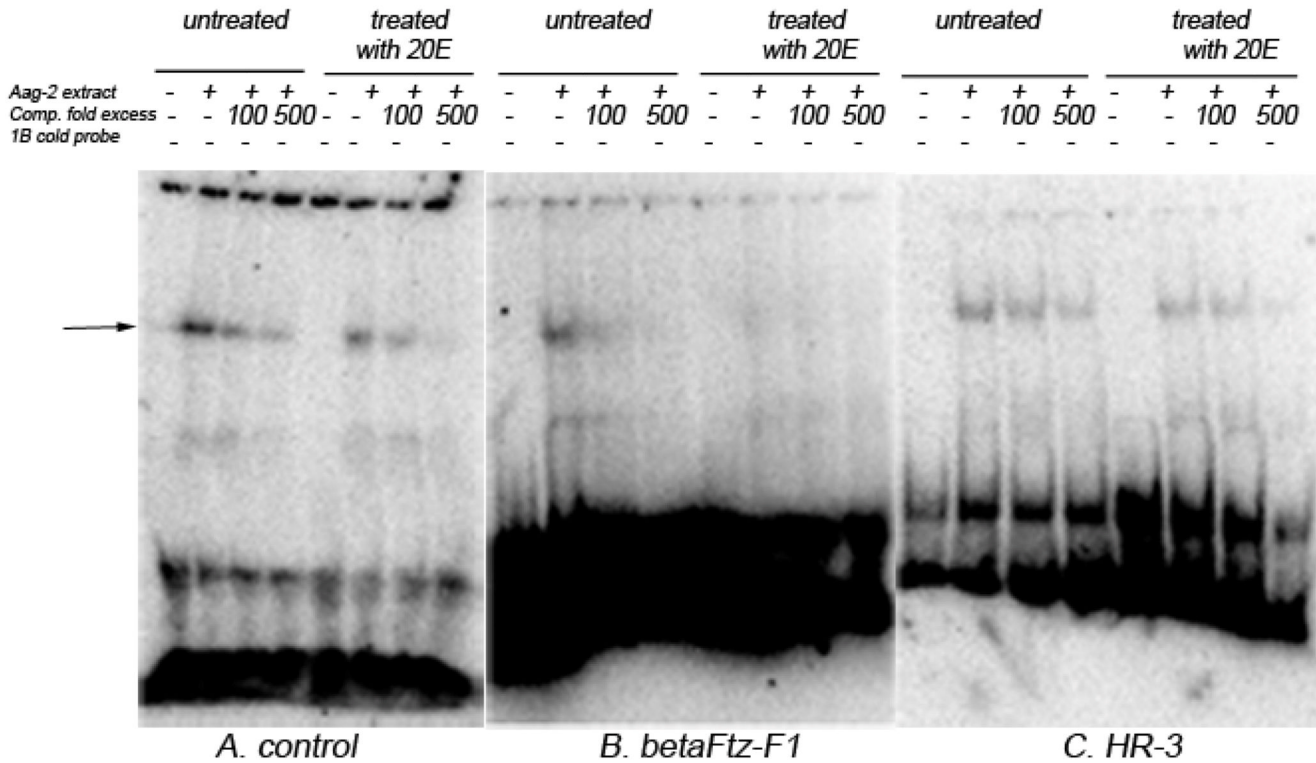 untreated treated with 20E untreated treated with 20E untreated treated with 20E
Aag-2 extract - + + + - + + + - + + + - + + + - + + + - + + +
Comp. fold excess - - 100 500 - - 100 500 - - 100 500 - - 100 500 - - 100 500 - - 100 500
1B cold probe
- - - - - - - - - - - - - - - - - - - - - - - -
A. control B. betaFtz-F1 C. HR-3